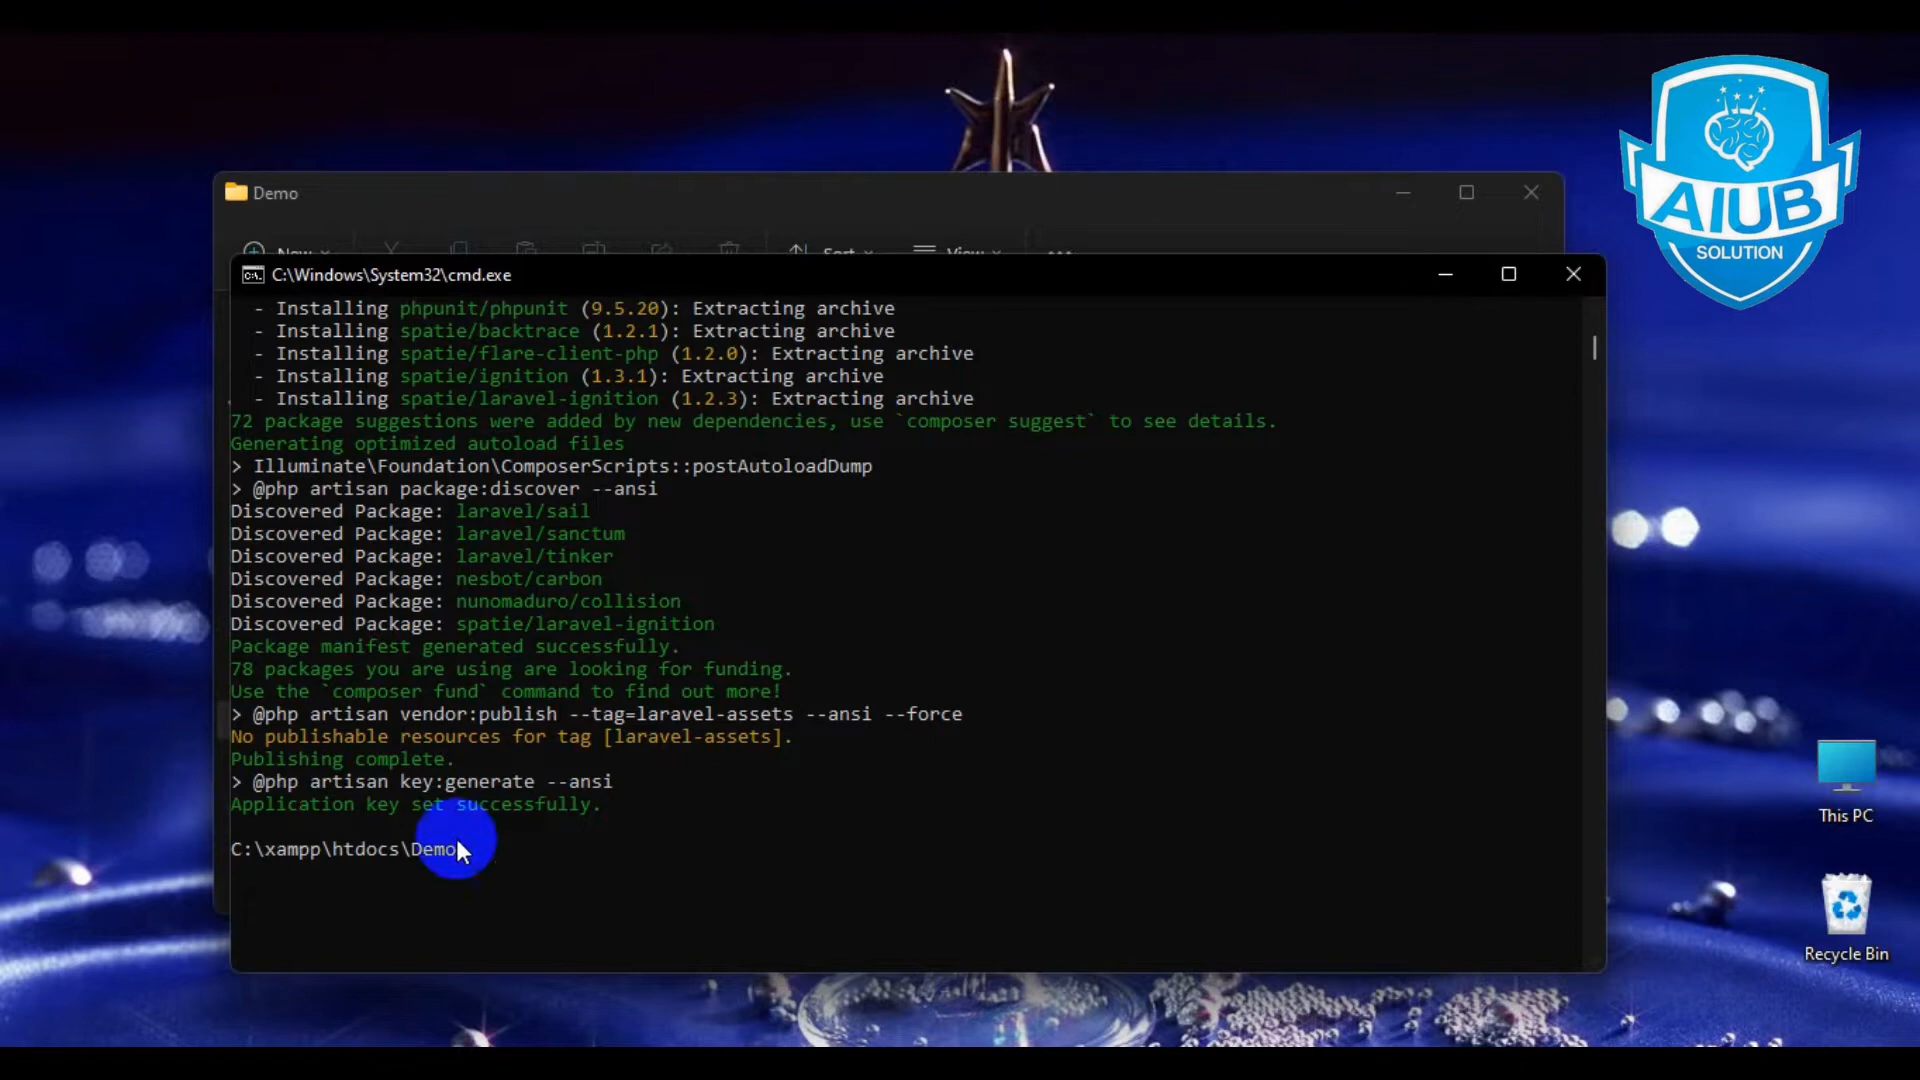 AIUB
SOLUTION
Demo
New
Sort
View
C:\Windows\System32\cmd.exe
- Installing phpunit/phpunit (9.5.20): Extracting archive
- Installing spatie/backtrace (1.2.1): Extracting archive
- Installing spatie/flare-client-php (1.2.0): Extracting archive
- Installing spatie/ignition (1.3.1): Extracting archive
- Installing spatie/laravel-ignition (1.2.3): Extracting archive
72 package suggestions were added by new dependencies, use `composer suggest` to see details.
Generating optimized autoload files
> Illuminate\Foundation\ComposerScripts::postAutoloadDump
> @php artisan package:discover --ansi
Discovered Package: laravel/sail
Discovered Package: laravel/sanctum
Discovered Package: laravel/tinker
Discovered Package: nesbot/carbon
Discovered Package: nunomaduro/collision
Discovered Package: spatie/laravel-ignition
Package manifest generated successfully.
78 packages you are using are looking for funding.
Use the `composer fund` command to find out more!
> @php artisan vendor:publish --tag=laravel-assets --ansi --force
No publishable resources for tag [laravel-assets].
Publishing complete.
> @php artisan key:generate --ansi
Application key set successfully.
C:\xampp\htdocs\Demo
This PC
Recycle Bin